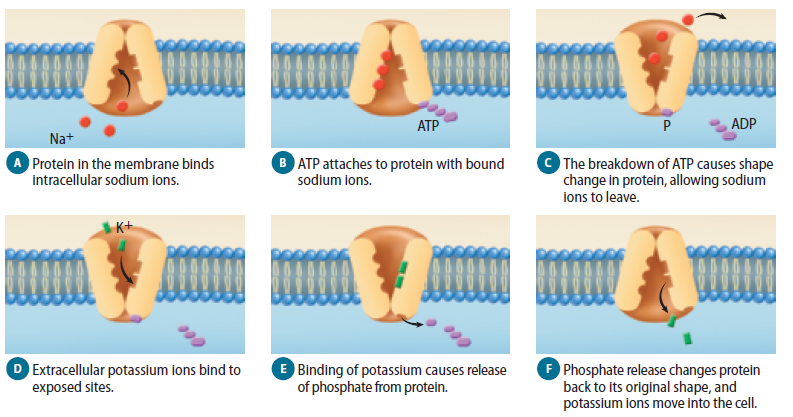 Na+
A Protein in the membrane binds
intracellular sodium ions.
ATP
B ATP attaches to protein with bound
sodium ions.
P
ADP
C The breakdown of ATP causes shape
change in protein, allowing sodium
ions to leave.
K+
D Extracellular potassium ions bind to
exposed sites.
E Binding of potassium causes release
of phosphate from protein.
F Phosphate release changes protein
back to its original shape, and
potassium ions move into the cell.